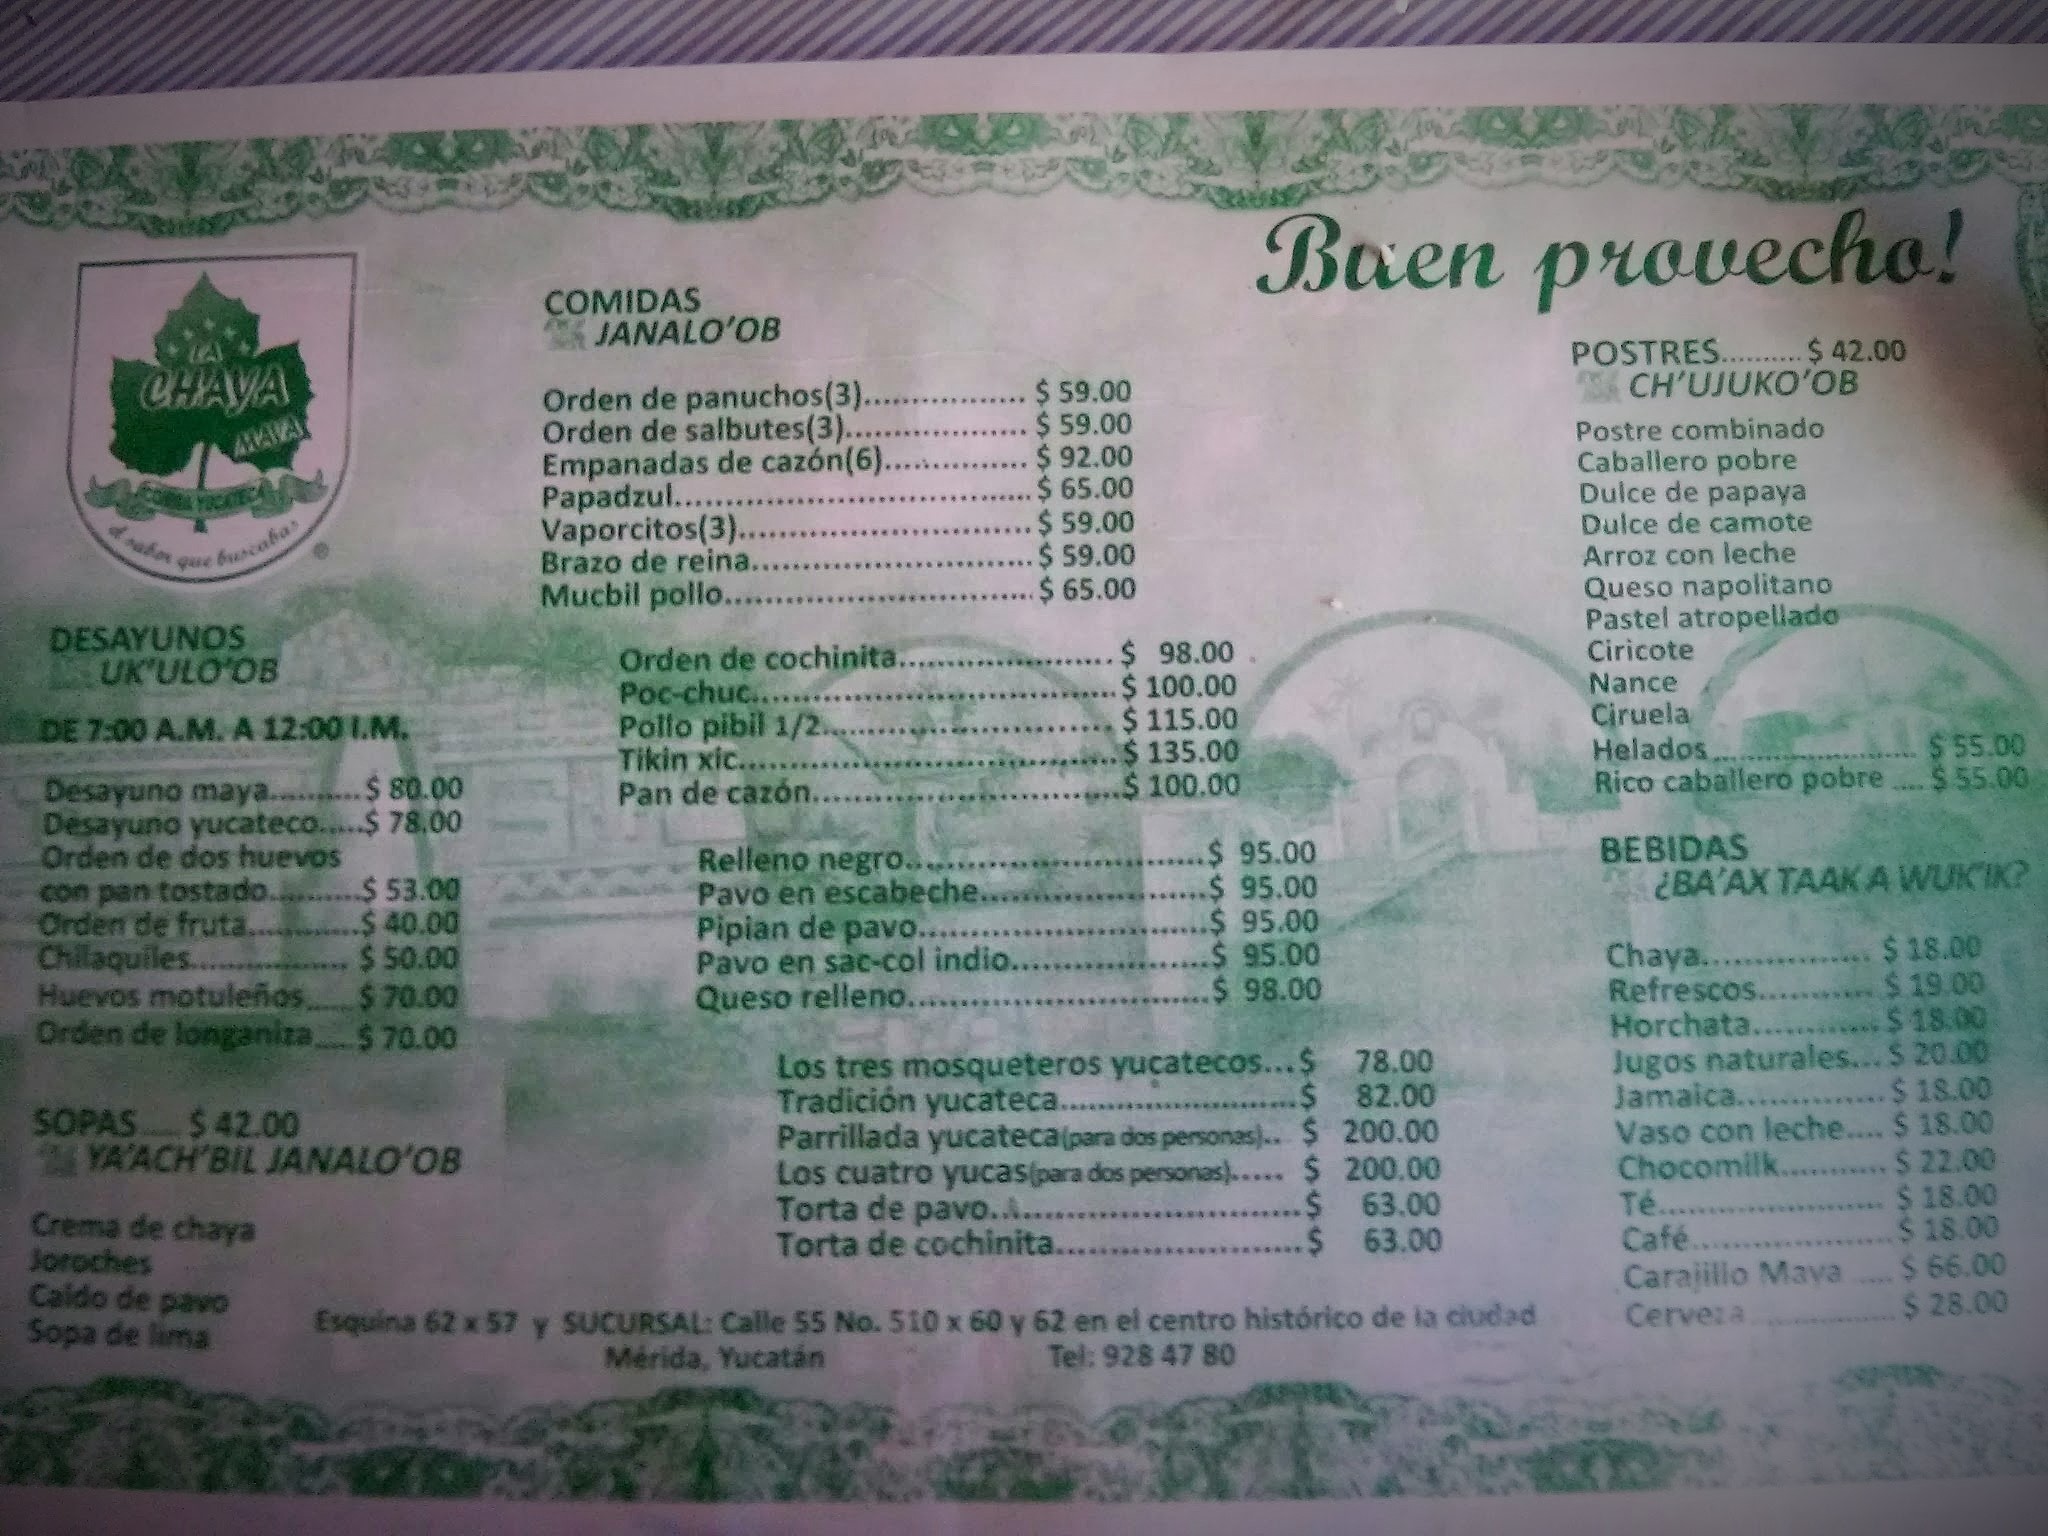 LA
CHAYA
MAYA
COMIDA YUCATECA
el sabor que buscabas
®
Buen provecho!
DESAYUNOS
UK'ULO'OB
DE 7:00 A.M. A 12:00 I.M.
Desayuno maya..........$ 80.00
Desayuno yucateco.....$ 78.00
Orden de dos huevos
con pan tostado..........$ 53.00
Orden de fruta............$ 40.00
Chilaquiles.................. $ 50.00
Huevos motuleños..... $ 70.00
Orden de longaniza.... $ 70.00
SOPAS..... $ 42.00
YA'ACH'BIL JANALO'OB
Crema de chaya
Joroches
Caldo de pavo
Sopa de lima
COMIDAS
JANALO'OB
Orden de panuchos(3)................. $ 59.00
Orden de salbutes(3)................... $ 59.00
Empanadas de cazón(6)............... $ 92.00
Papadzul..................................... $ 65.00
Vaporcitos(3).............................. $ 59.00
Brazo de reina............................. $ 59.00
Mucbil pollo................................ $ 65.00
Orden de cochinita......................$ 98.00
Poc-chuc.....................................$ 100.00
Pollo pibil 1/2............................. $ 115.00
Tikin xic......................................$ 135.00
Pan de cazón...............................$ 100.00
Relleno negro..............................$ 95.00
Pavo en escabeche.......................$ 95.00
Pipian de pavo.............................$ 95.00
Pavo en sac-col indio....................$ 95.00
Queso relleno..............................$ 98.00
Los tres mosqueteros yucatecos...$ 78.00
Tradición yucateca........................$ 82.00
Parrillada yucateca(para dos personas).. $ 200.00
Los cuatro yucas(para dos personas)..... $ 200.00
Torta de pavo...............................$ 63.00
Torta de cochinita.........................$ 63.00
POSTRES.......... $ 42.00
CH'UJUKO'OB
Postre combinado
Caballero pobre
Dulce de papaya
Dulce de camote
Arroz con leche
Queso napolitano
Pastel atropellado
Ciricote
Nance
Ciruela
Helados......................... $ 55.00
Rico caballero pobre .... $ 55.00
BEBIDAS
¿BA'AX TAAK A WUK'IK?
Chaya................. $ 18.00
Refrescos............ $ 19.00
Horchata.............$ 18.00
Jugos naturales... $ 20.00
Jamaica...............$ 18.00
Vaso con leche.... $ 18.00
Chocomilk........... $ 22.00
Té....................... $ 18.00
Café.....................$ 18.00
Carajillo Maya ..... $ 66.00
Cerveza ................$ 28.00
Esquina 62 x 57 y SUCURSAL: Calle 55 No. 510 x 60 y 62 en el centro histórico de la ciudad
Mérida, Yucatán Tel: 928 47 80